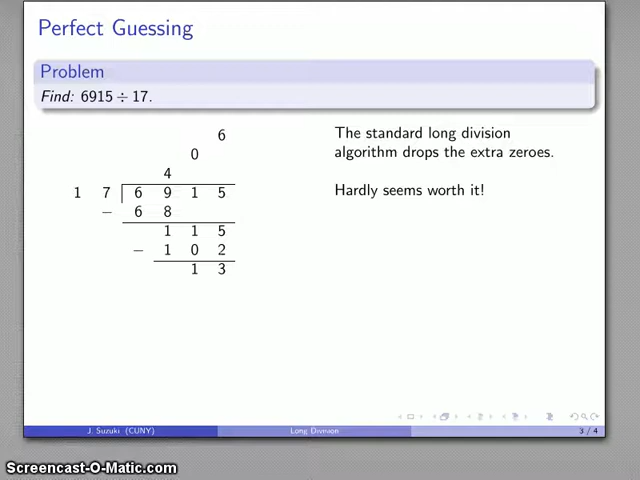 Perfect Guessing
Problem
Find: 6915 ÷ 17.
6
0
4
1 7 6 9 1 5
− 6 8
1 1 5
− 1 0 2
1 3
The standard long division
algorithm drops the extra zeroes.
Hardly seems worth it!
J. Suzuki (CUNY) Long Division 3 / 4
Screencast-O-Matic.com